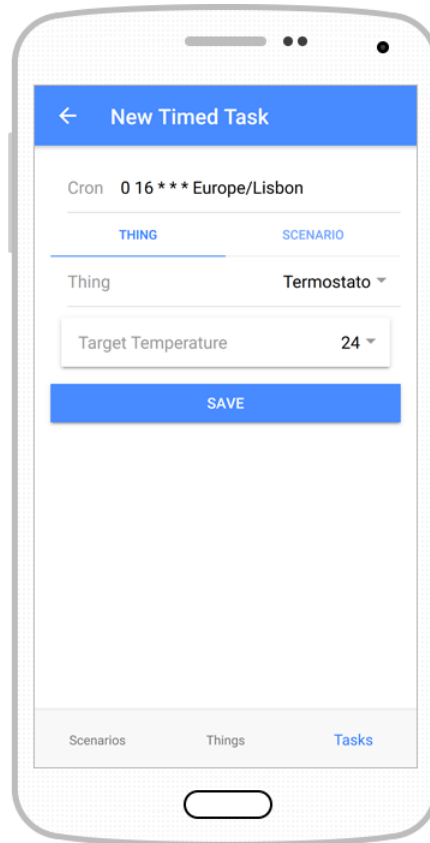 New Timed Task
Cron 0 16 * * * Europe/Lisbon
THING SCENARIO
Thing Termostato
Target Temperature 24
SAVE
Scenarios Things Tasks